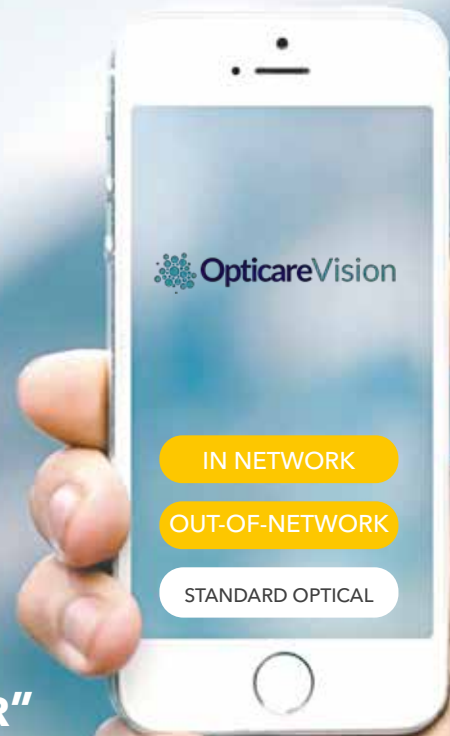 OpticareVision
IN NETWORK
OUT-OF-NETWORK
STANDARD OPTICAL
R"